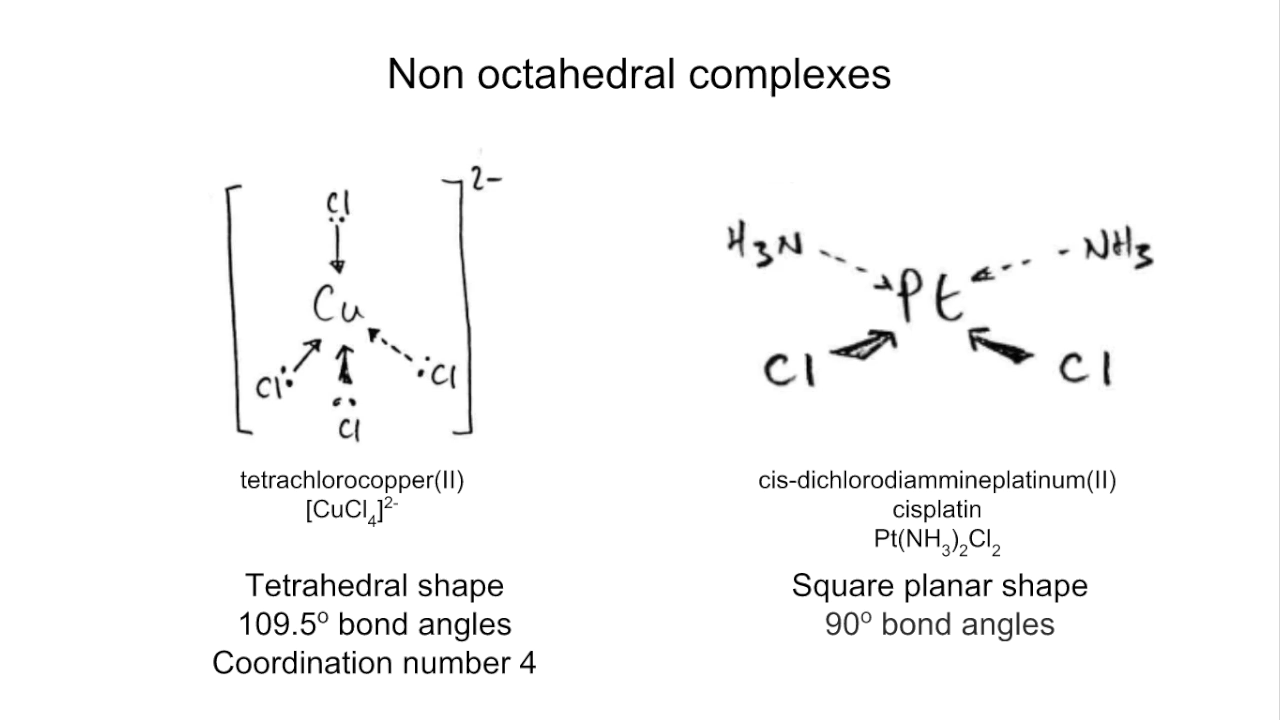 Non octahedral complexes
2-
Cl
Cu
Cl
Cl
Cl
tetrachlorocopper(II)
[CuCl₄]²⁻
Tetrahedral shape
109.5º bond angles
Coordination number 4
H₃N
NH₃
Pt
Cl
Cl
cis-dichlorodiammineplatinum(II)
cisplatin
Pt(NH₃)₂Cl₂
Square planar shape
90º bond angles